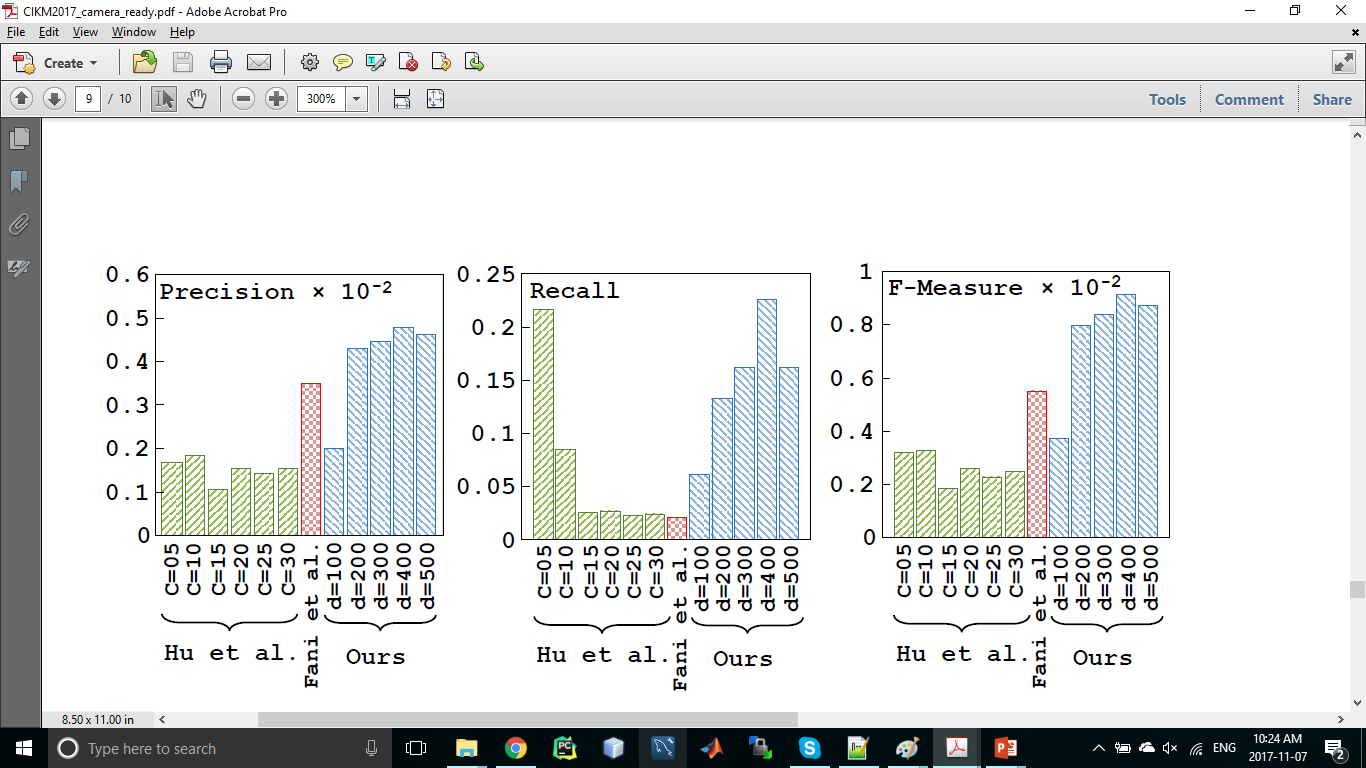 CIKM2017_camera_ready.pdf - Adobe Acrobat Pro
File Edit View Window Help
Create
9 / 10
300%
Tools Comment Share
0.6
0.5
0.4
0.3
0.2
0.1
0
Precision × 10⁻²
C=05
C=10
C=15
C=20
C=25
C=30
Fani et al.
d=100
d=200
d=300
d=400
d=500
Hu et al.
Ours
0.25
0.2
0.15
0.1
0.05
0
Recall
C=05
C=10
C=15
C=20
C=25
C=30
Fani et al.
d=100
d=200
d=300
d=400
d=500
Hu et al.
Ours
1
0.8
0.6
0.4
0.2
0
F-Measure × 10⁻²
C=05
C=10
C=15
C=20
C=25
C=30
Fani et al.
d=100
d=200
d=300
d=400
d=500
Hu et al.
Ours
8.50 x 11.00 in
Type here to search
PC
ENG
10:24 AM
2017-11-07
2